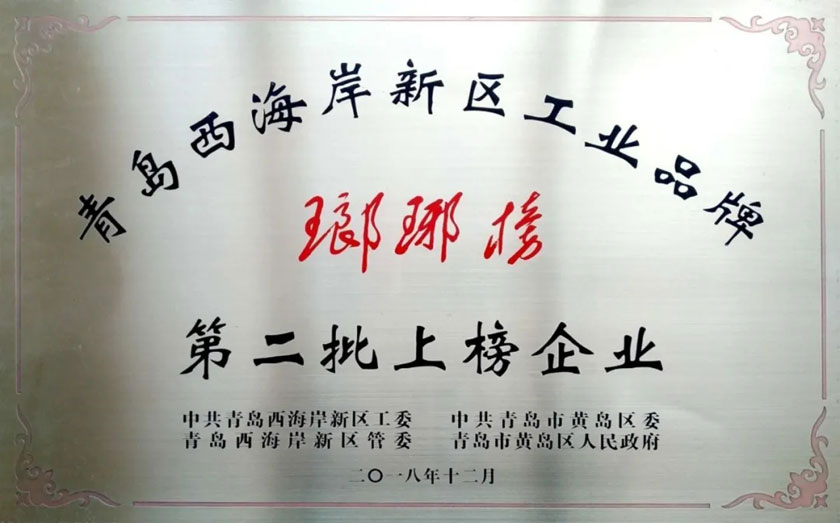 青岛西海岸新区工业品牌
琅琊榜
第二批上榜企业
中共青岛西海岸新区工委 中共青岛市黄岛区委
青岛西海岸新区管委 青岛市黄岛区人民政府
二〇一八年十二月